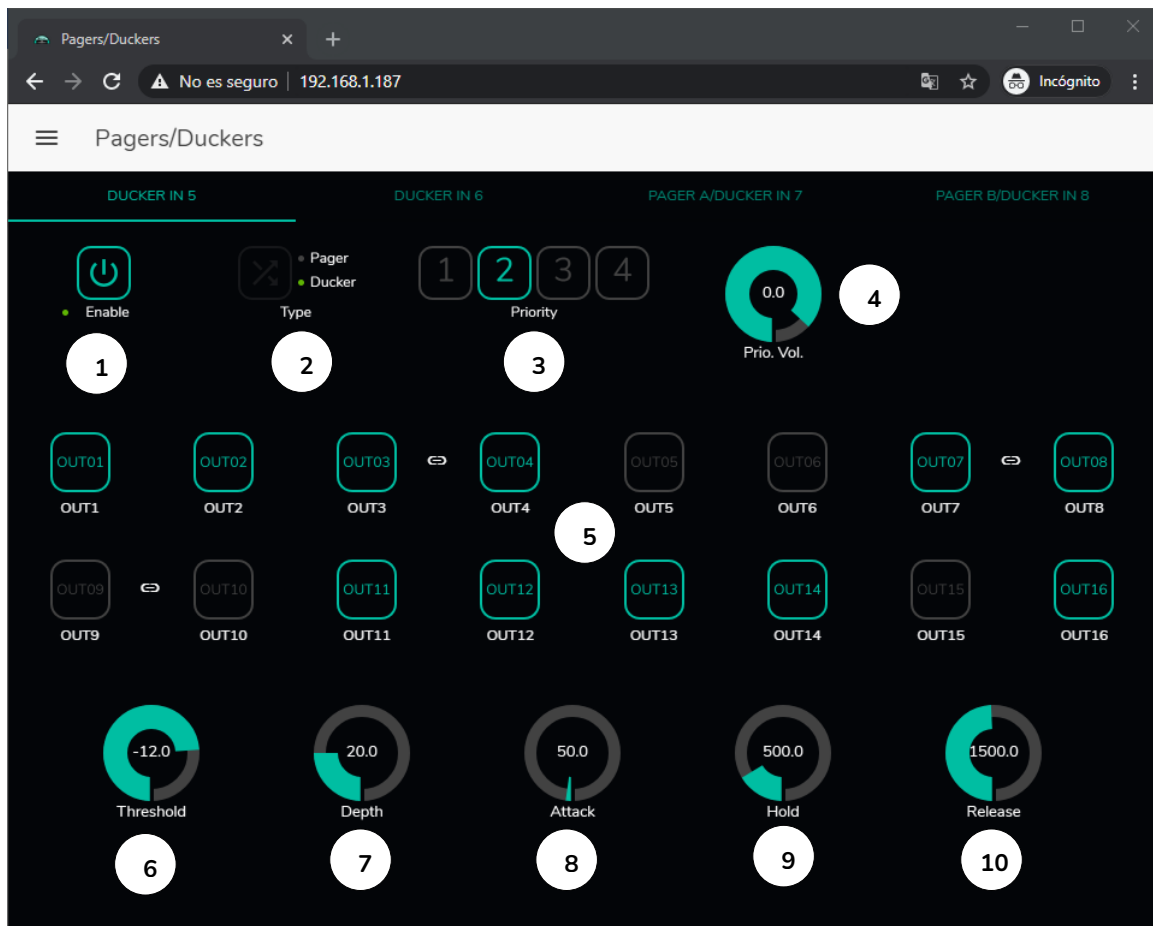 Pagers/Duckers
No es seguro 192.168.1.187 Incógnito
Pagers/Duckers
DUCKER IN 5 DUCKER IN 6 PAGER A/DUCKER IN 7 PAGER B/DUCKER IN 8
Pager
Ducker
1 2 3 4
0.0
4
Enable Type Priority
Prio. Vol.
1 2 3
OUT01 OUT02 OUT03 OUT04 OUT05 OUT06 OUT07 OUT08
OUT1 OUT2 OUT3 OUT4 OUT5 OUT6 OUT7 OUT8
5
OUT09 OUT10 OUT11 OUT12 OUT13 OUT14 OUT15 OUT16
OUT9 OUT10 OUT11 OUT12 OUT13 OUT14 OUT15 OUT16
-12.0 20.0 50.0 500.0 1500.0
Threshold Depth Attack Hold Release
6 7 8 9 10